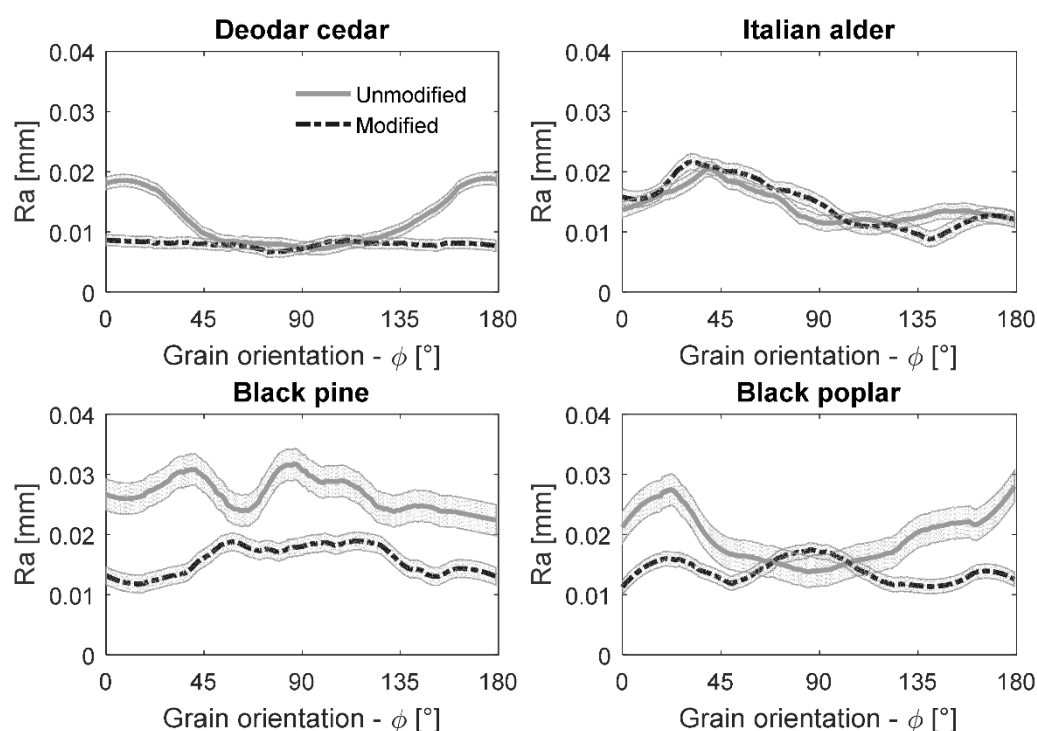 Deodar cedar
0.04
0.03
0.02
0.01
0
Ra [mm]
Unmodified
Modified
0 45 90 135 180
Grain orientation - ϕ [°]
Italian alder
0.04
0.03
0.02
0.01
0
Ra [mm]
0 45 90 135 180
Grain orientation - ϕ [°]
Black pine
0.04
0.03
0.02
0.01
0
Ra [mm]
0 45 90 135 180
Grain orientation - ϕ [°]
Black poplar
0.04
0.03
0.02
0.01
0
Ra [mm]
0 45 90 135 180
Grain orientation - ϕ [°]